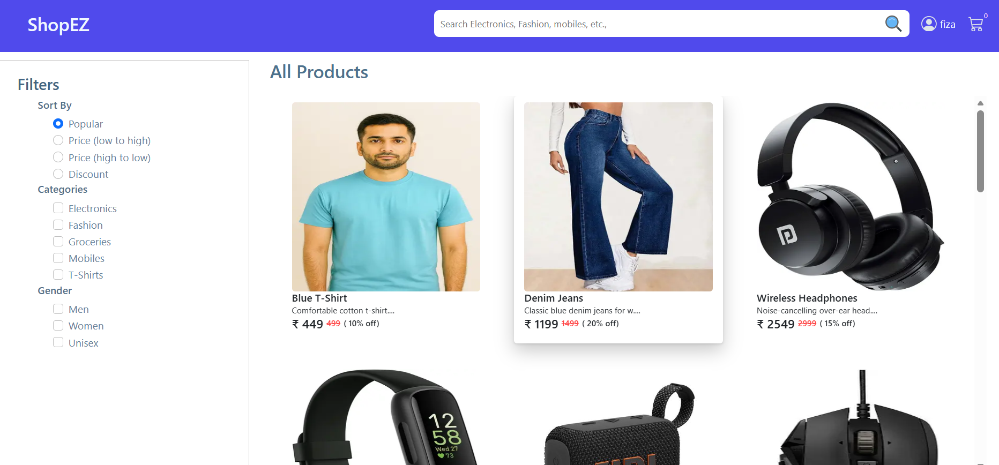 ShopEZ
Search Electronics, Fashion, mobiles, etc.,
fiza
0
Filters
Sort By
Popular
Price (low to high)
Price (high to low)
Discount
Categories
Electronics
Fashion
Groceries
Mobiles
T-Shirts
Gender
Men
Women
Unisex
All Products
Blue T-Shirt
Comfortable cotton t-shirt....
₹ 449 499 ( 10% off)
Denim Jeans
Classic blue denim jeans for w....
₹ 1199 1499 ( 20% off)
Wireless Headphones
Noise-cancelling over-ear head....
₹ 2549 2999 ( 15% off)
12
58
Wed 27
73